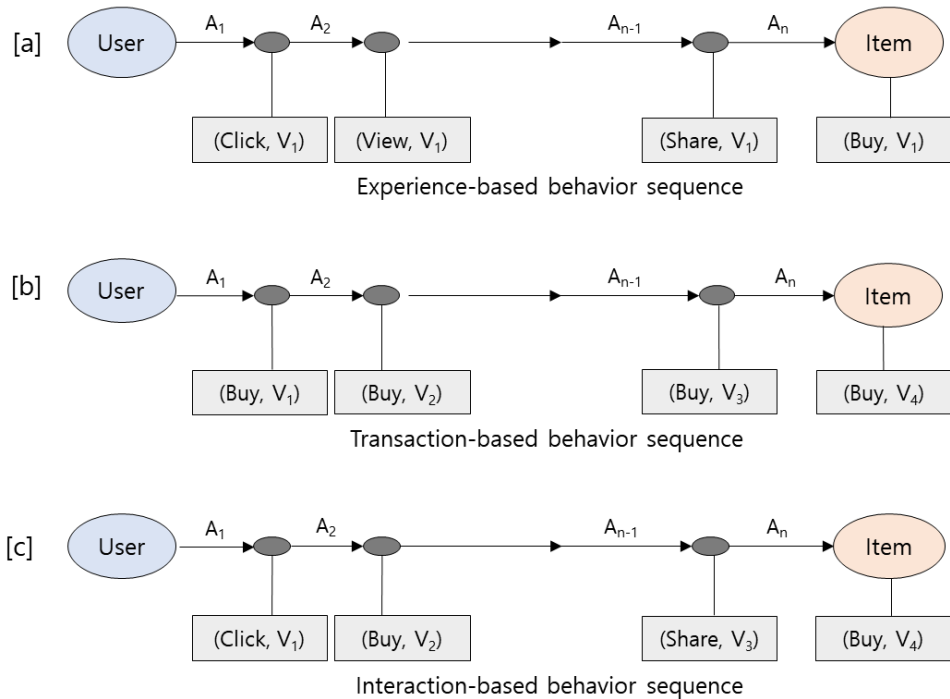 [a] User A₁ A₂ Aₙ₋₁ Aₙ Item
(Click, V₁) (View, V₁) (Share, V₁) (Buy, V₁)
Experience-based behavior sequence
[b] User A₁ A₂ Aₙ₋₁ Aₙ Item
(Buy, V₁) (Buy, V₂) (Buy, V₃) (Buy, V₄)
Transaction-based behavior sequence
[c] User A₁ A₂ Aₙ₋₁ Aₙ Item
(Click, V₁) (Buy, V₂) (Share, V₃) (Buy, V₄)
Interaction-based behavior sequence